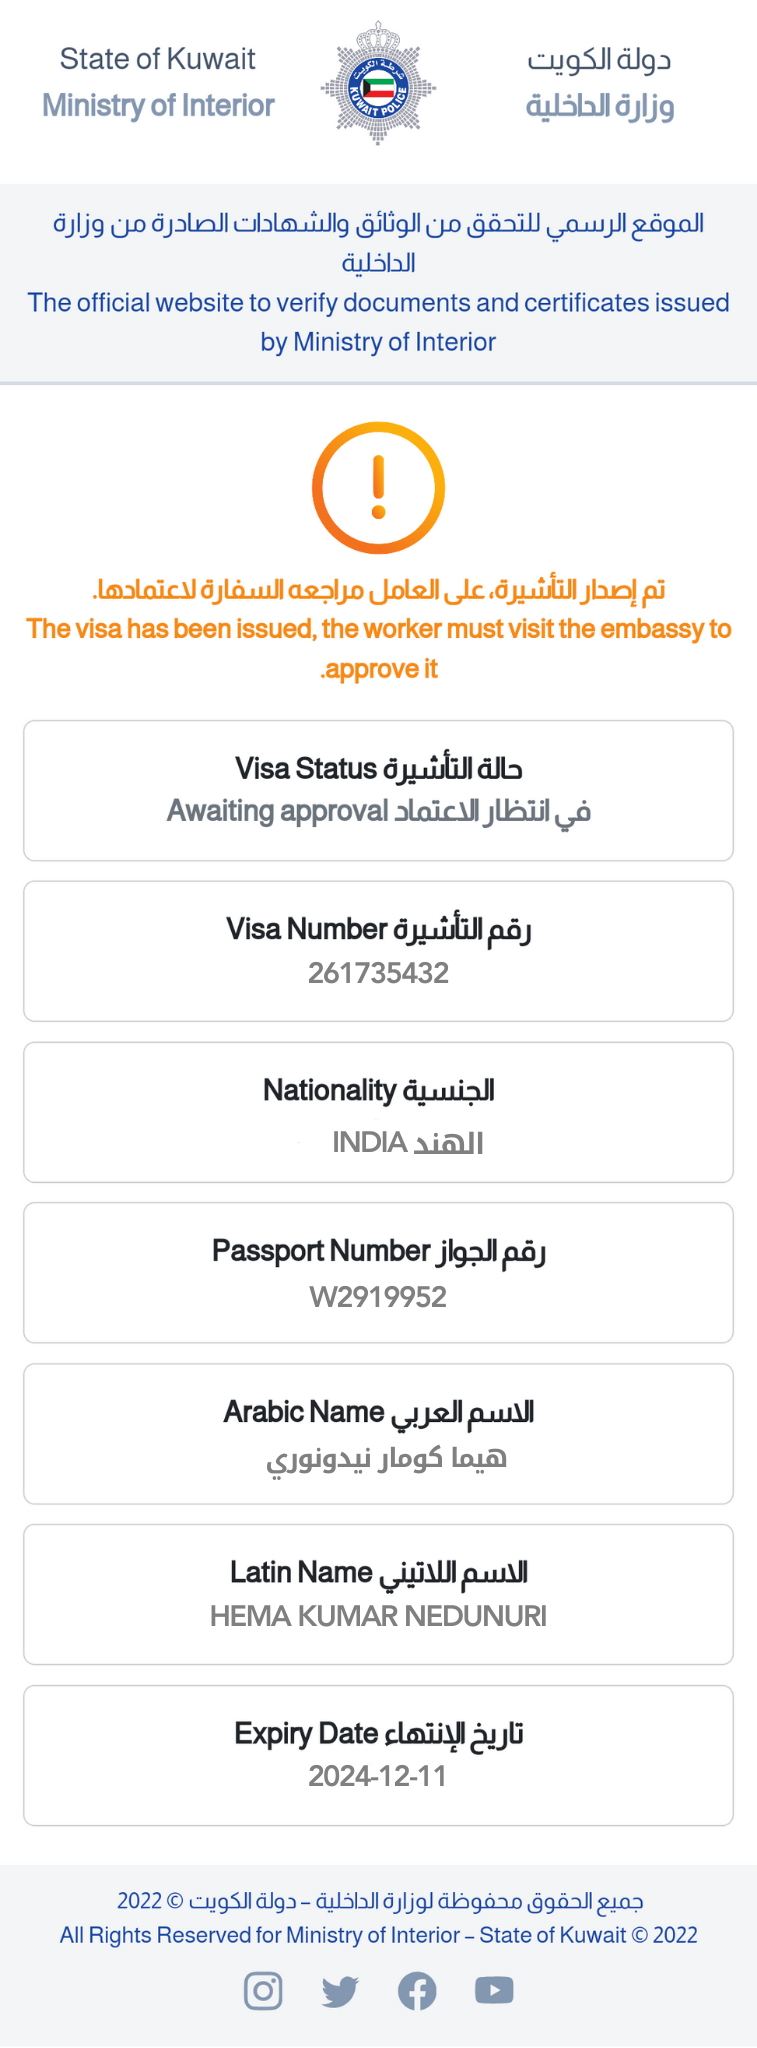 State of Kuwait
Ministry of Interior
شرطة الكويت
KUWAIT POLICE
دولة الكويت
وزارة الداخلية
الموقع الرسمي للتحقق من الوثائق والشهادات الصادرة من وزارة
الداخلية
The official website to verify documents and certificates issued
by Ministry of Interior
تم إصدار التأشيرة، على العامل مراجعه السفارة لاعتمادها.
The visa has been issued, the worker must visit the embassy to
.approve it
Visa Status حالة التأشيرة
Awaiting approval في انتظار الاعتماد
Visa Number رقم التأشيرة
261735432
Nationality الجنسية
INDIA الهند
Passport Number رقم الجواز
W2919952
Arabic Name الاسم العربي
هيما كومار نيدونوري
Latin Name الاسم اللاتيني
HEMA KUMAR NEDUNURI
Expiry Date تاريخ الإنتهاء
2024-12-11
جميع الحقوق محفوظة لوزارة الداخلية – دولة الكويت © 2022
All Rights Reserved for Ministry of Interior – State of Kuwait © 2022